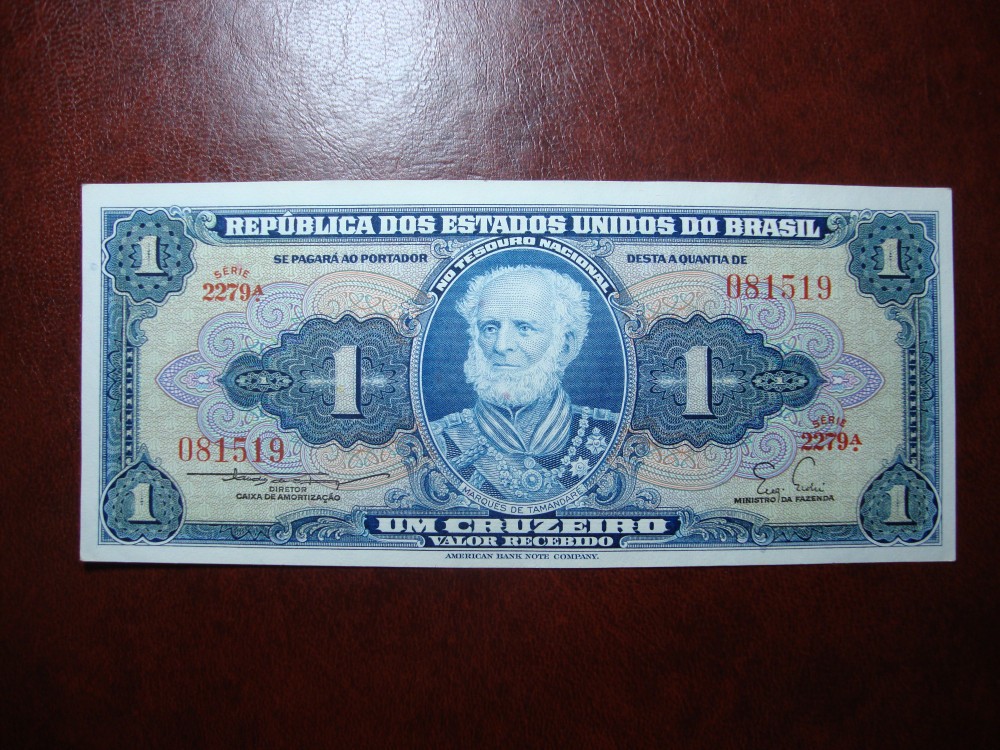 1
REPÚBLICA DOS ESTADOS UNIDOS DO BRASIL
1
SE PAGARÁ AO PORTADOR
NO TESOURO NACIONAL
DESTA A QUANTIA DE
SÉRIE
2279A
081519
1
1
081519
SÉRIE
2279A
DIRETOR
CAIXA DE AMORTIZAÇÃO
MARQUES DE TAMANDARÉ
MINISTRO DA FAZENDA
1
UM CRUZEIRO
1
VALOR RECEBIDO
AMERICAN BANK NOTE COMPANY.